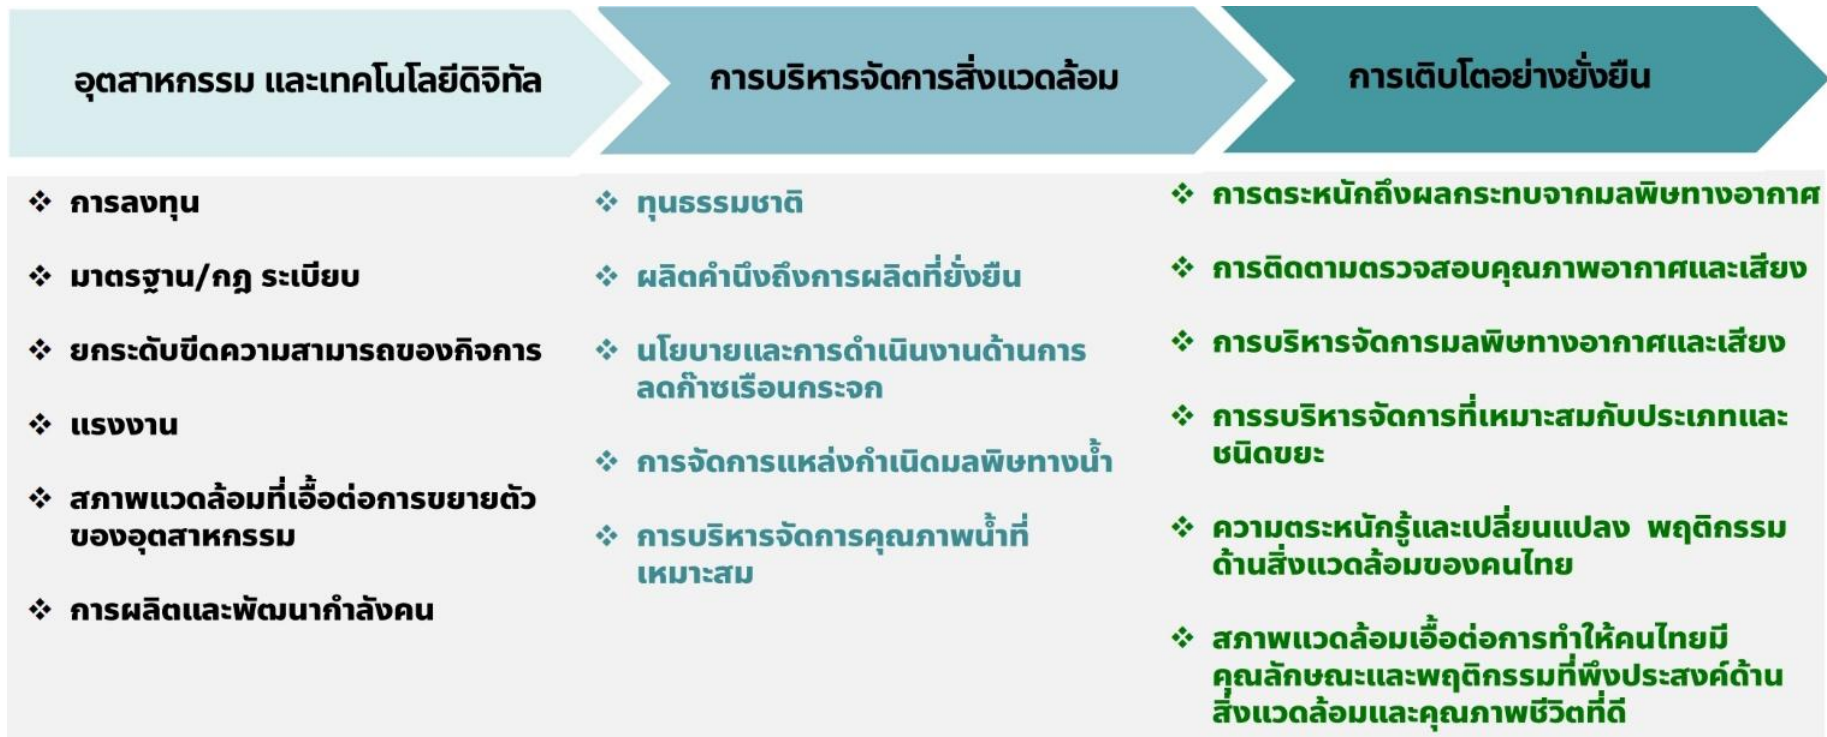 อุตสาหกรรม และเทคโนโลยีดิจิทัล
การบริหารจัดการสิ่งแวดล้อม
การเติบโตอย่างยั่งยืน
❖ การลงทุน
❖ มาตรฐาน/กฎ ระเบียบ
❖ ยกระดับขีดความสามารถของกิจการ
❖ แรงงาน
❖ สภาพแวดล้อมที่เอื้อต่อการขยายตัว
ของอุตสาหกรรม
❖ การผลิตและพัฒนากำลังคน
❖ ทุนธรรมชาติ
❖ ผลิตคำนึงถึงการผลิตที่ยั่งยืน
❖ นโยบายและการดำเนินงานด้านการ
ลดก๊าซเรือนกระจก
❖ การจัดการแหล่งกำเนิดมลพิษทางน้ำ
❖ การบริหารจัดการคุณภาพน้ำที่
เหมาะสม
❖ การตระหนักถึงผลกระทบจากมลพิษทางอากาศ
❖ การติดตามตรวจสอบคุณภาพอากาศและเสียง
❖ การบริหารจัดการมลพิษทางอากาศและเสียง
❖ การรบริหารจัดการที่เหมาะสมกับประเภทและ
ชนิดขยะ
❖ ความตระหนักรู้และเปลี่ยนแปลง พฤติกรรม
ด้านสิ่งแวดล้อมของคนไทย
❖ สภาพแวดล้อมเอื้อต่อการทำให้คนไทยมี
คุณลักษณะและพฤติกรรมที่พึงประสงค์ด้าน
สิ่งแวดล้อมและคุณภาพชีวิตที่ดี